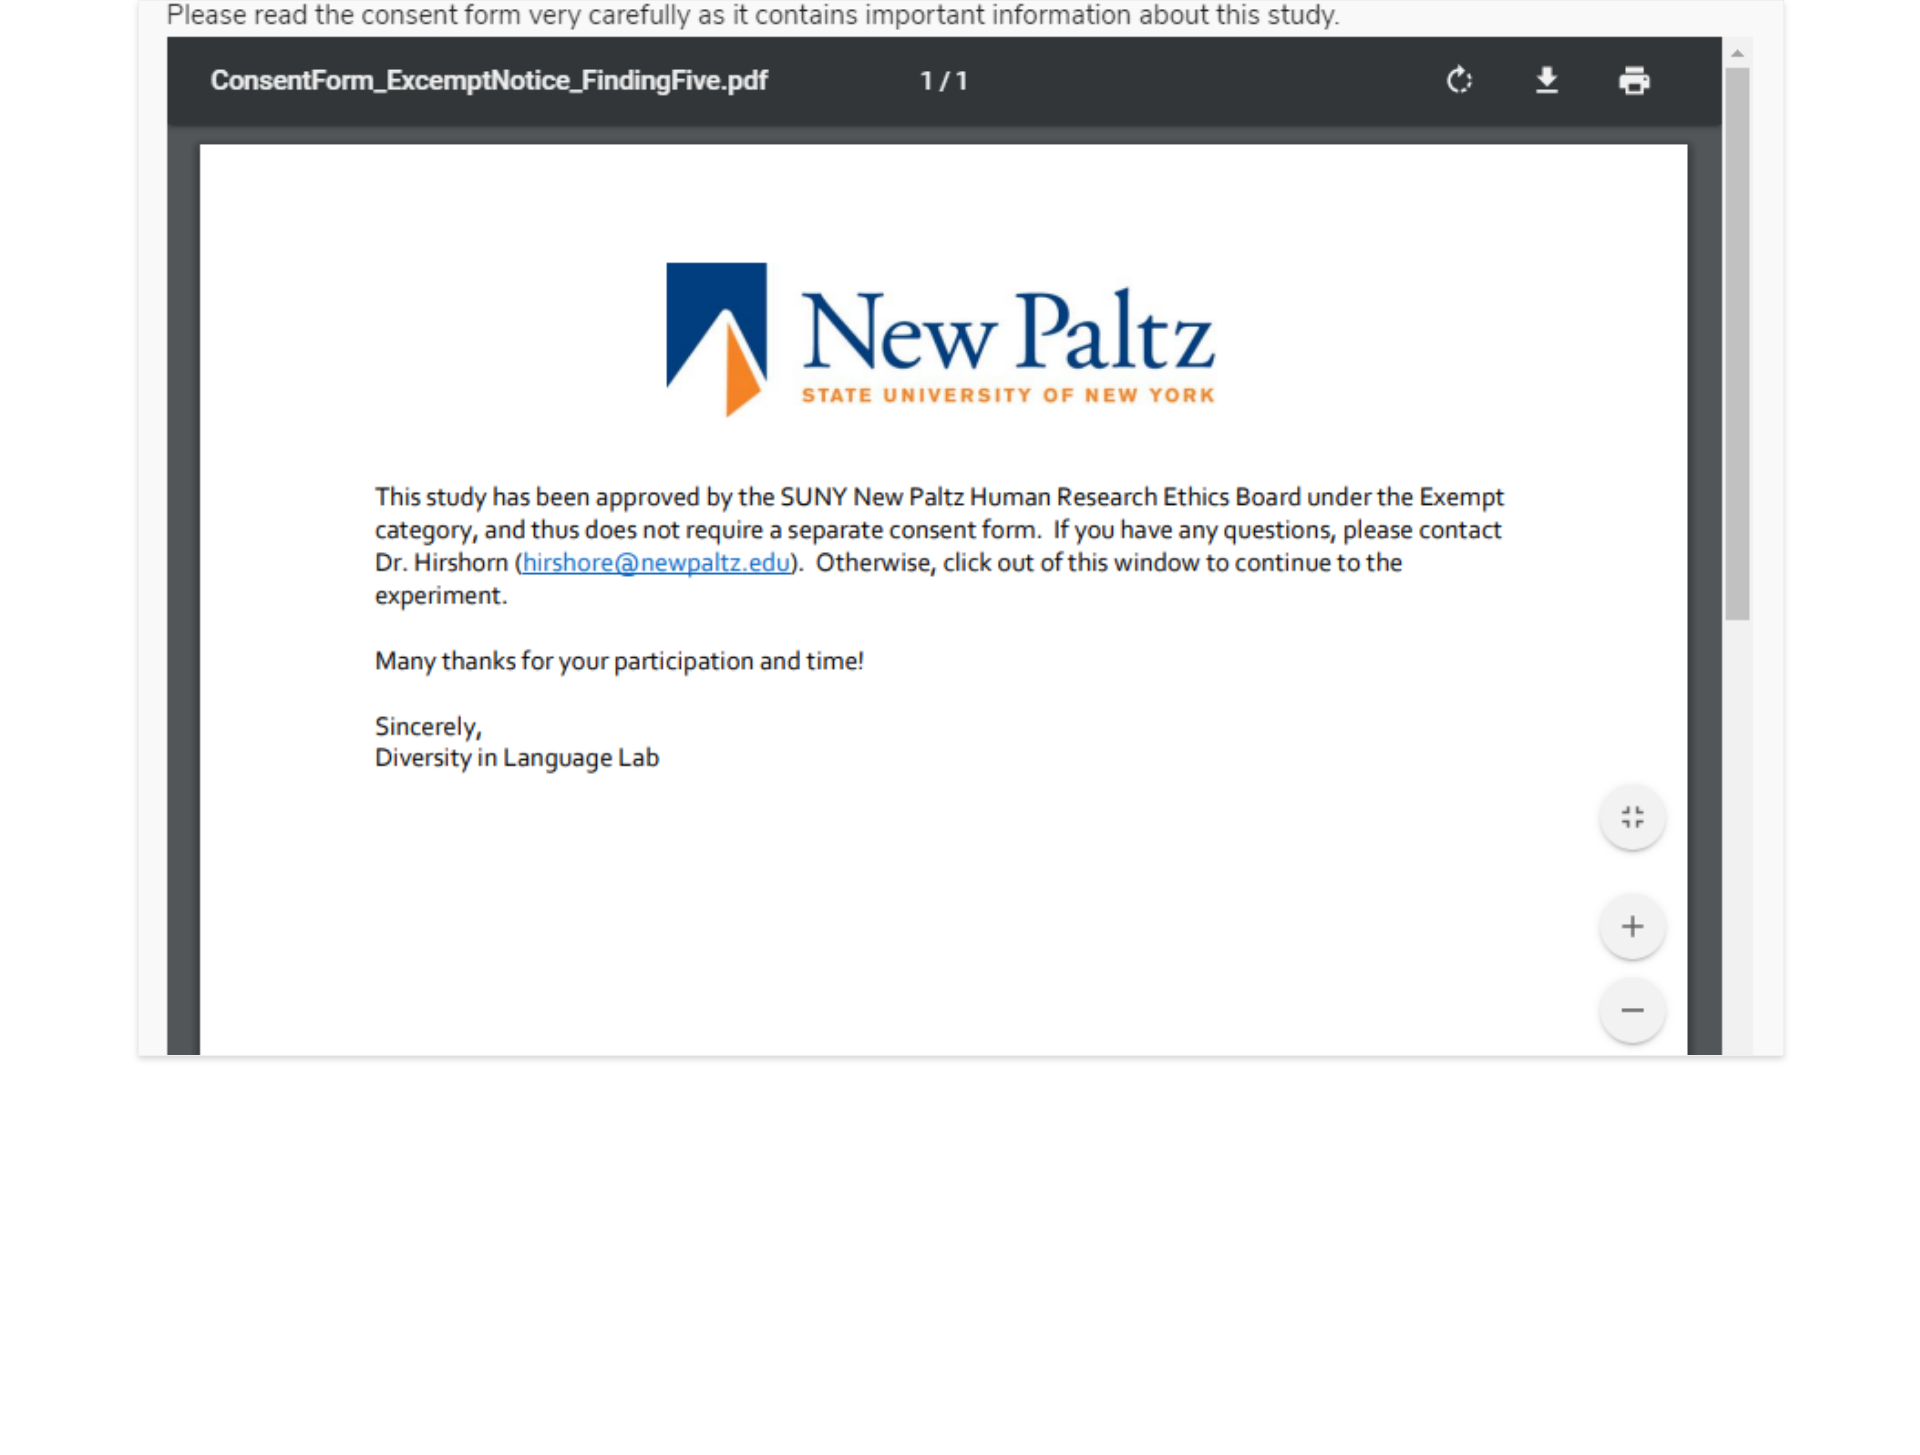 Please read the consent form very carefully as it contains important information about this study.
ConsentForm_ExcemptNotice_FindingFive.pdf 1 / 1
New Paltz
STATE UNIVERSITY OF NEW YORK
This study has been approved by the SUNY New Paltz Human Research Ethics Board under the Exempt
category, and thus does not require a separate consent form. If you have any questions, please contact
Dr. Hirshorn (hirshore@newpaltz.edu). Otherwise, click out of this window to continue to the
experiment.
Many thanks for your participation and time!
Sincerely,
Diversity in Language Lab